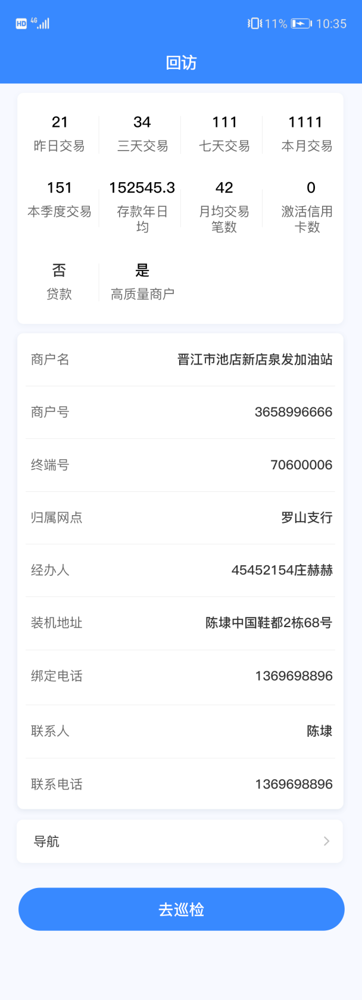 HD 4G 11% 10:35
回访
21 34 111 1111
昨日交易 三天交易 七天交易 本月交易
151 152545.3 42 0
本季度交易 存款年日 月均交易 激活信用
均 笔数 卡数
否 是
贷款 高质量商户
商户名 晋江市池店新店泉发加油站
商户号 3658996666
终端号 70600006
归属网点 罗山支行
经办人 45452154庄赫赫
装机地址 陈埭中国鞋都2栋68号
绑定电话 1369698896
联系人 陈埭
联系电话 1369698896
导航
去巡检